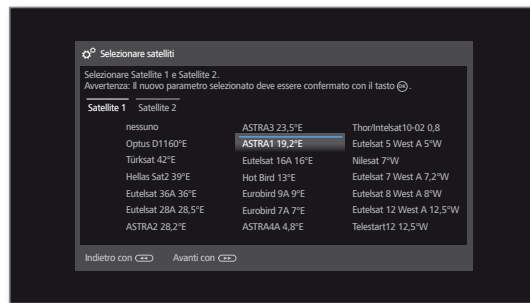 Selezionare satelliti
Selezionare Satellite 1 e Satellite 2.
Avvertenza: Il nuovo parametro selezionato deve essere confermato con il tasto OK.
Satellite 1 Satellite 2
nessuno ASTRA3 23,5°E Thor/Intelsat10-02 0,8
Optus D1160°E ASTRA1 19,2°E Eutelsat 5 West A 5°W
Türksat 42°E Eutelsat 16A 16°E Nilesat 7°W
Hellas Sat2 39°E Hot Bird 13°E Eutelsat 7 West A 7,2°W
Eutelsat 36A 36°E Eurobird 9A 9°E Eutelsat 8 West A 8°W
Eutelsat 28A 28,5°E Eurobird 7A 7°E Eutelsat 12 West A 12,5°W
ASTRA2 28,2°E ASTRA4A 4,8°E Telestart12 12,5°W
Indietro con Avanti con